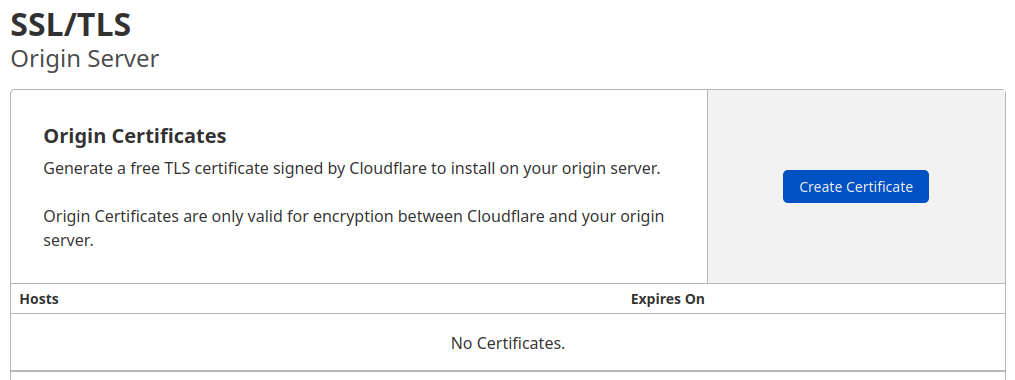 SSL/TLS
Origin Server
Origin Certificates
Generate a free TLS certificate signed by Cloudflare to install on your origin server.
Origin Certificates are only valid for encryption between Cloudflare and your origin
server.
Create Certificate
Hosts Expires On
No Certificates.